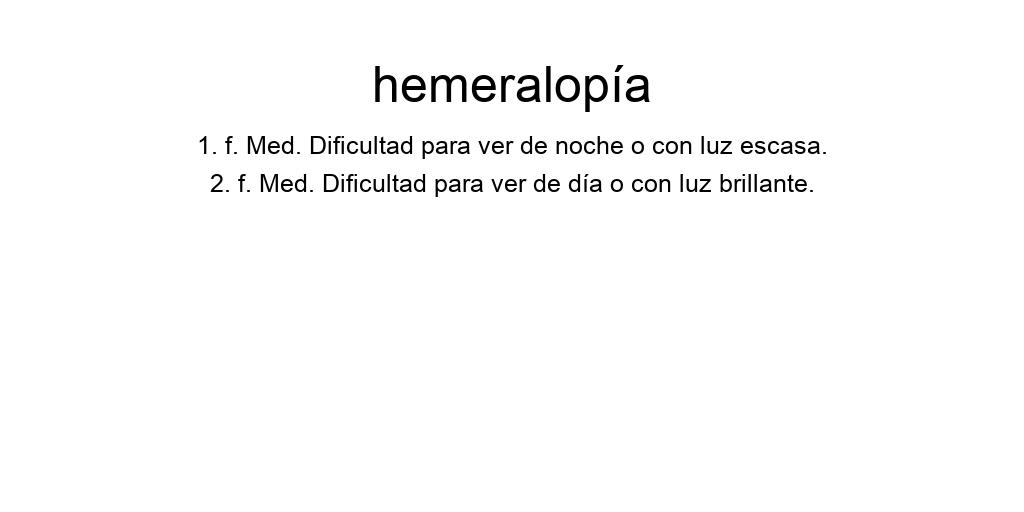 hemeralopía
1. f. Med. Dificultad para ver de noche o con luz escasa.
2. f. Med. Dificultad para ver de día o con luz brillante.